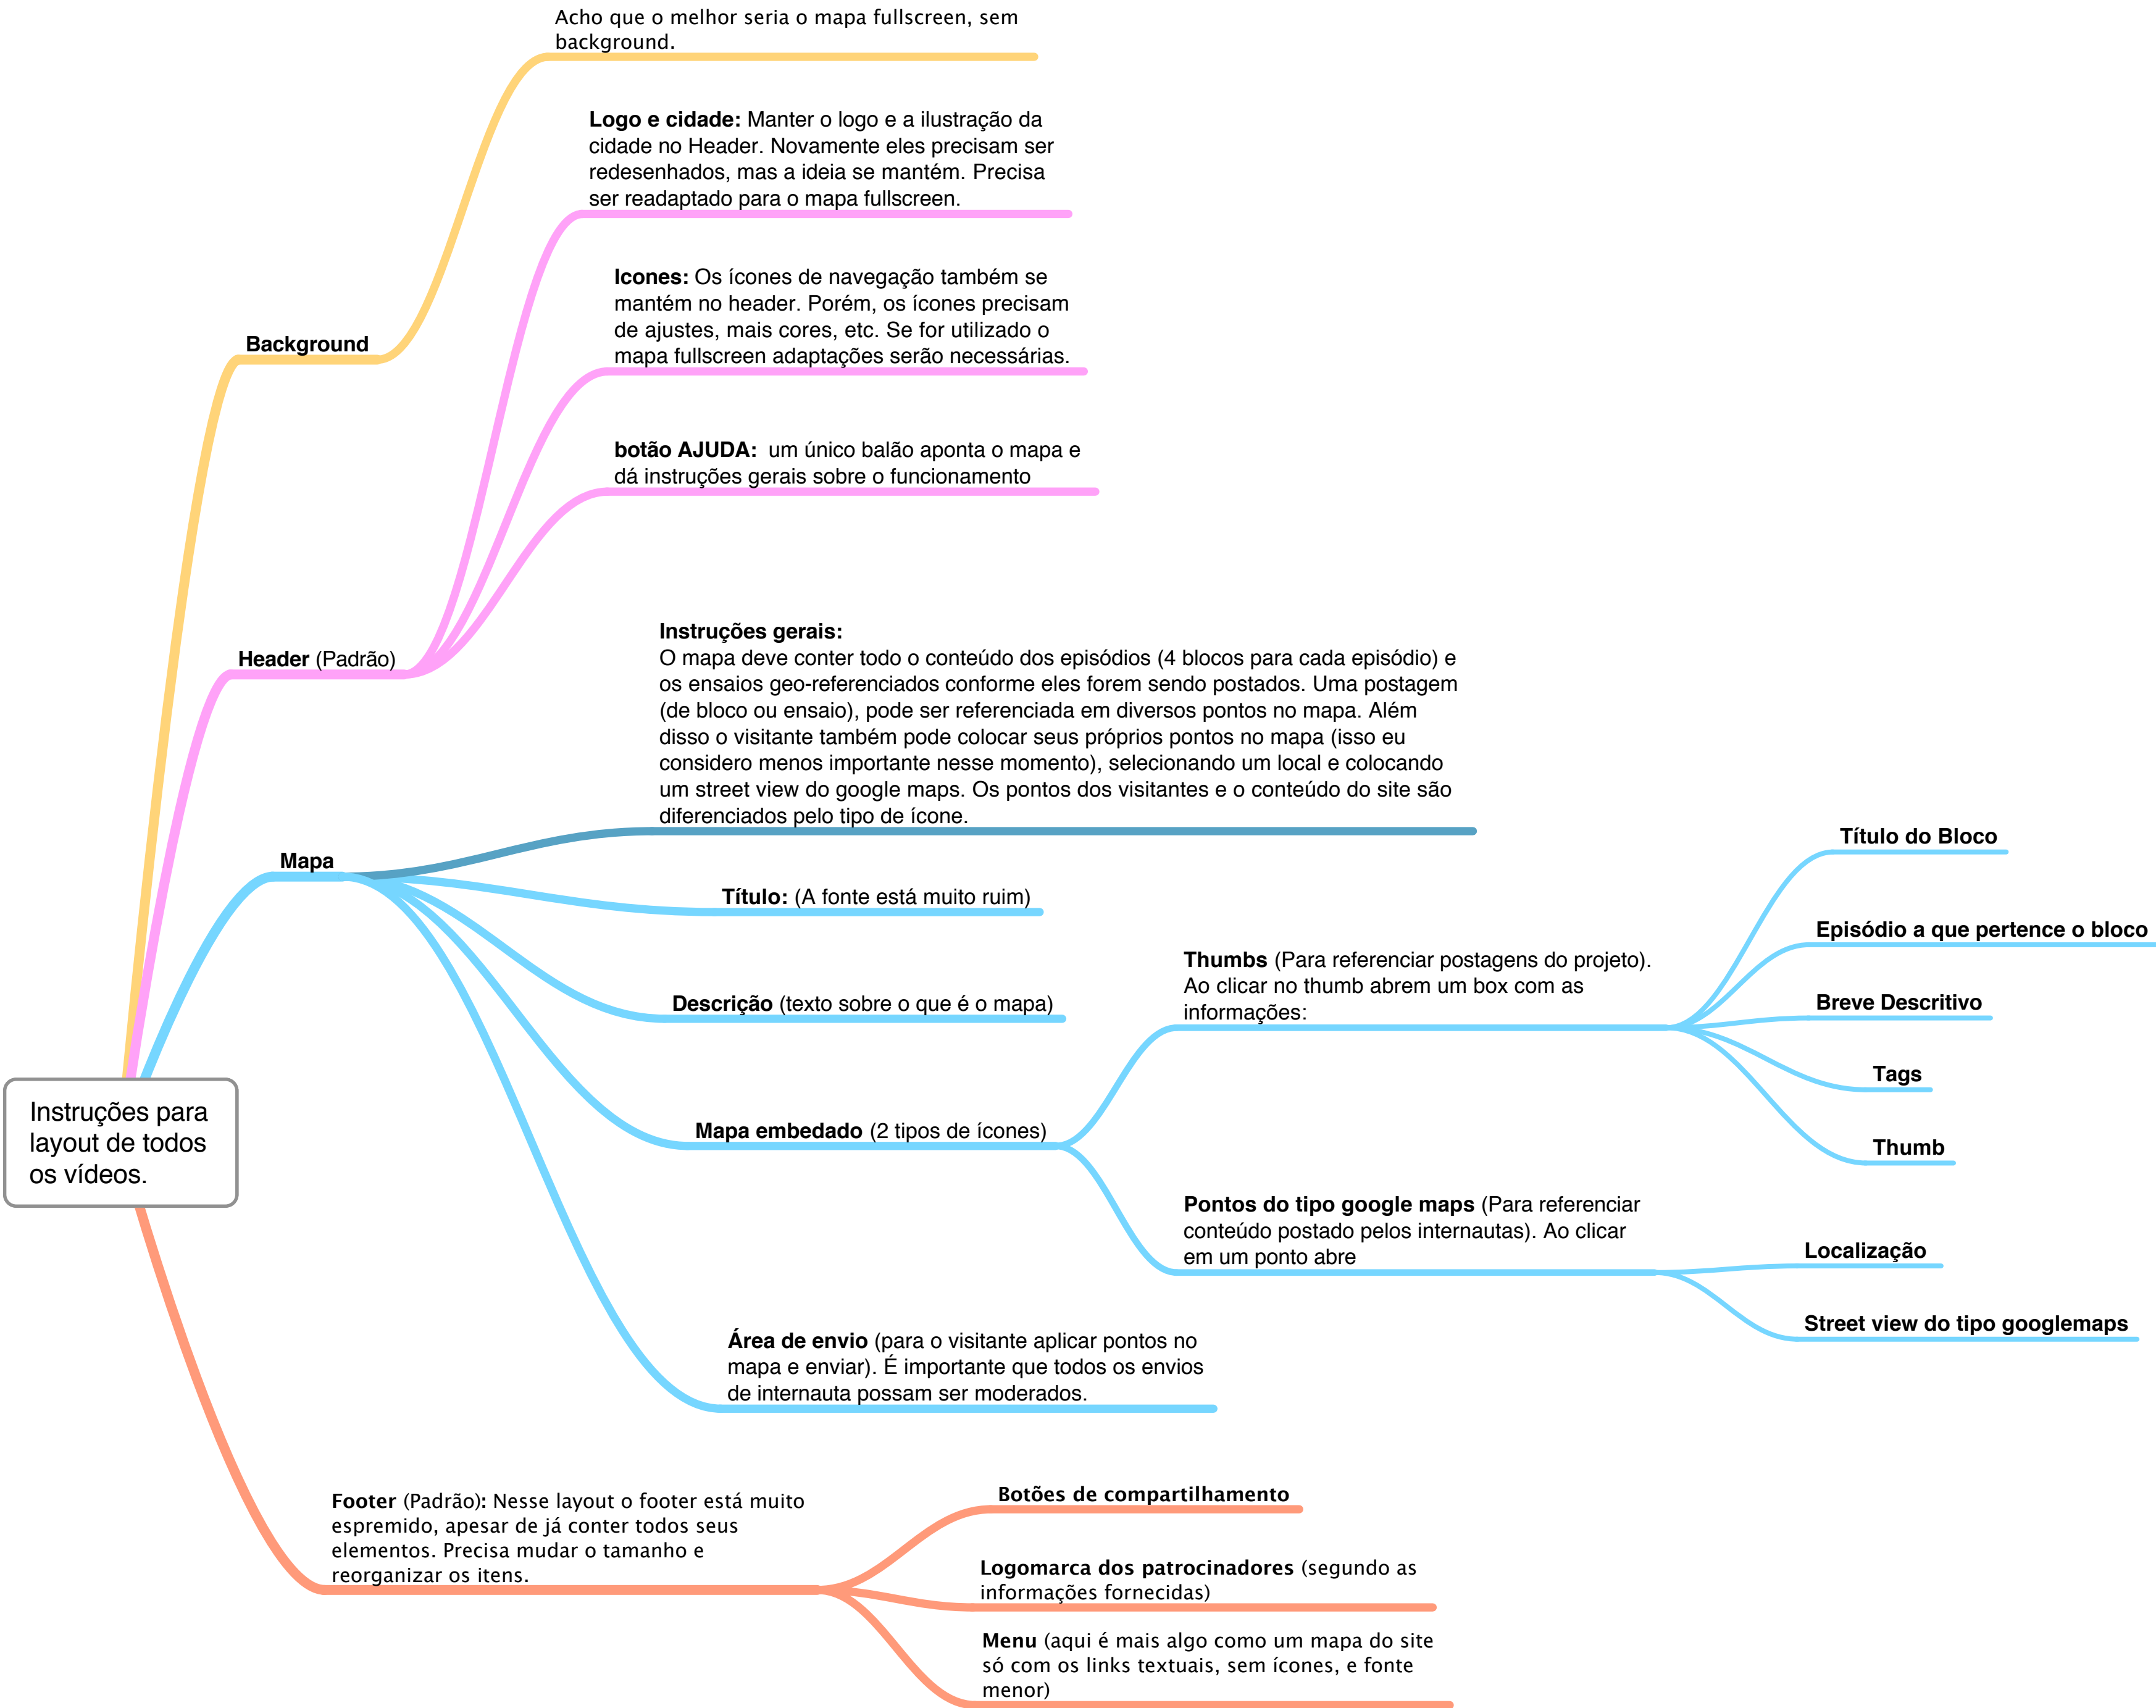 Acho que o melhor seria o mapa fullscreen, sem
background.
Logo e cidade: Manter o logo e a ilustração da
cidade no Header. Novamente eles precisam ser
redesenhados, mas a ideia se mantém. Precisa
ser readaptado para o mapa fullscreen.
Icones: Os ícones de navegação também se
mantém no header. Porém, os ícones precisam
de ajustes, mais cores, etc. Se for utilizado o
mapa fullscreen adaptações serão necessárias.
Background
botão AJUDA: um único balão aponta o mapa e
dá instruções gerais sobre o funcionamento
Header (Padrão)
Instruções gerais:
O mapa deve conter todo o conteúdo dos episódios (4 blocos para cada episódio) e
os ensaios geo-referenciados conforme eles forem sendo postados. Uma postagem
(de bloco ou ensaio), pode ser referenciada em diversos pontos no mapa. Além
disso o visitante também pode colocar seus próprios pontos no mapa (isso eu
considero menos importante nesse momento), selecionando um local e colocando
um street view do google maps. Os pontos dos visitantes e o conteúdo do site são
diferenciados pelo tipo de ícone.
Mapa
Título: (A fonte está muito ruim)
Descrição (texto sobre o que é o mapa)
Mapa embedado (2 tipos de ícones)
Thumbs (Para referenciar postagens do projeto).
Ao clicar no thumb abrem um box com as
informações:
Título do Bloco
Episódio a que pertence o bloco
Breve Descritivo
Tags
Thumb
Pontos do tipo google maps (Para referenciar
conteúdo postado pelos internautas). Ao clicar
em um ponto abre
Localização
Street view do tipo googlemaps
Área de envio (para o visitante aplicar pontos no
mapa e enviar). É importante que todos os envios
de internauta possam ser moderados.
Instruções para
layout de todos
os vídeos.
Footer (Padrão): Nesse layout o footer está muito
espremido, apesar de já conter todos seus
elementos. Precisa mudar o tamanho e
reorganizar os itens.
Botões de compartilhamento
Logomarca dos patrocinadores (segundo as
informações fornecidas)
Menu (aqui é mais algo como um mapa do site
só com os links textuais, sem ícones, e fonte
menor)